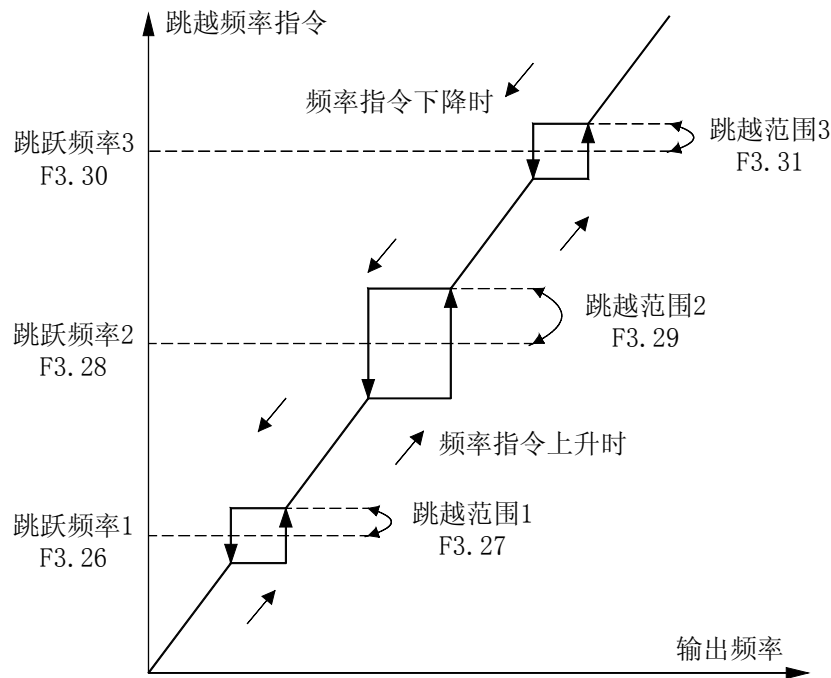 跳越频率指令
频率指令下降时
跳跃频率3
F3.30
跳越范围3
F3.31
跳跃频率2
F3.28
跳越范围2
F3.29
频率指令上升时
跳跃频率1
F3.26
跳越范围1
F3.27
输出频率